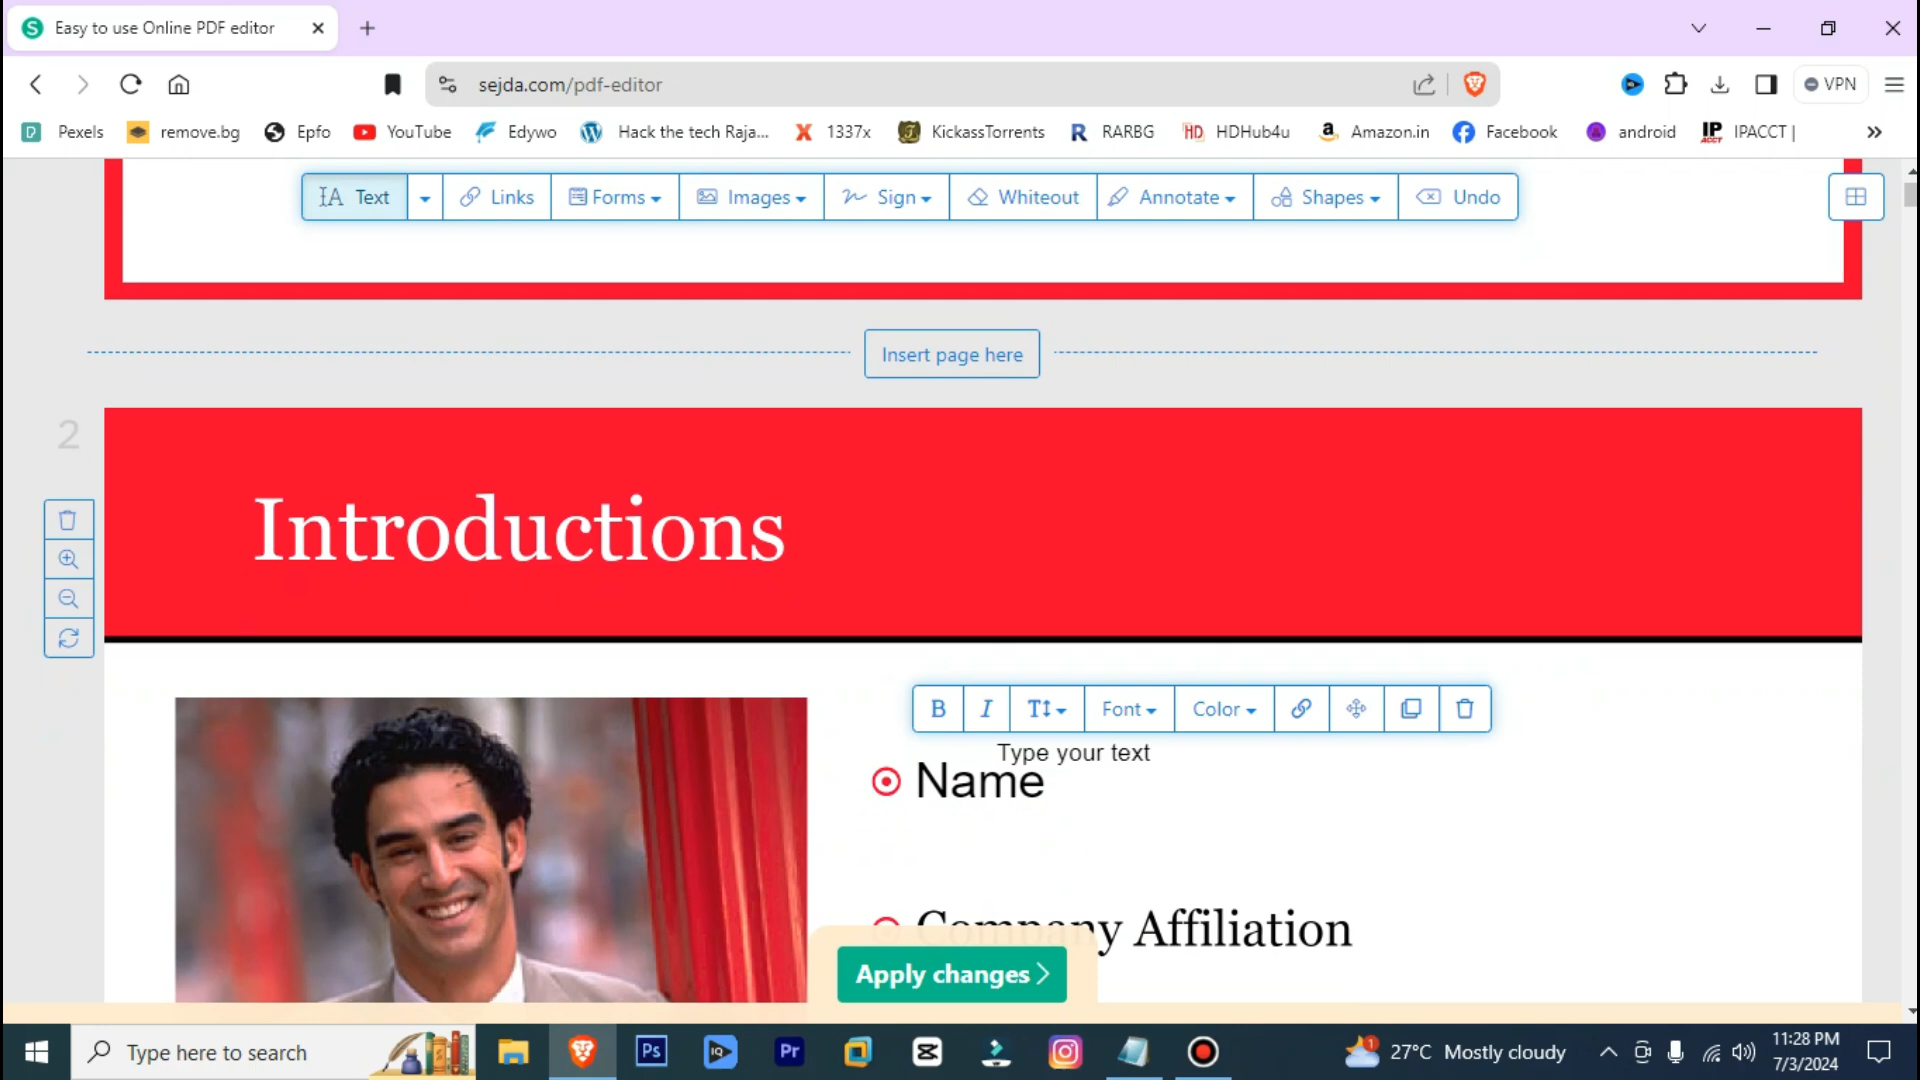 Easy to use Online PDF editor
sejda.com/pdf-editor
VPN
Pexels remove.bg Epfo YouTube Edywo Hack the tech Raja... 1337x KickassTorrents RARBG HDHub4u Amazon.in Facebook android IPACCT |
Text Links Forms Images Sign Whiteout Annotate Shapes Undo
Insert page here
2
Introductions
B I T Font Color
Type your text
Name
Company Affiliation
Apply changes
Type here to search
27°C Mostly cloudy
11:28 PM
7/3/2024